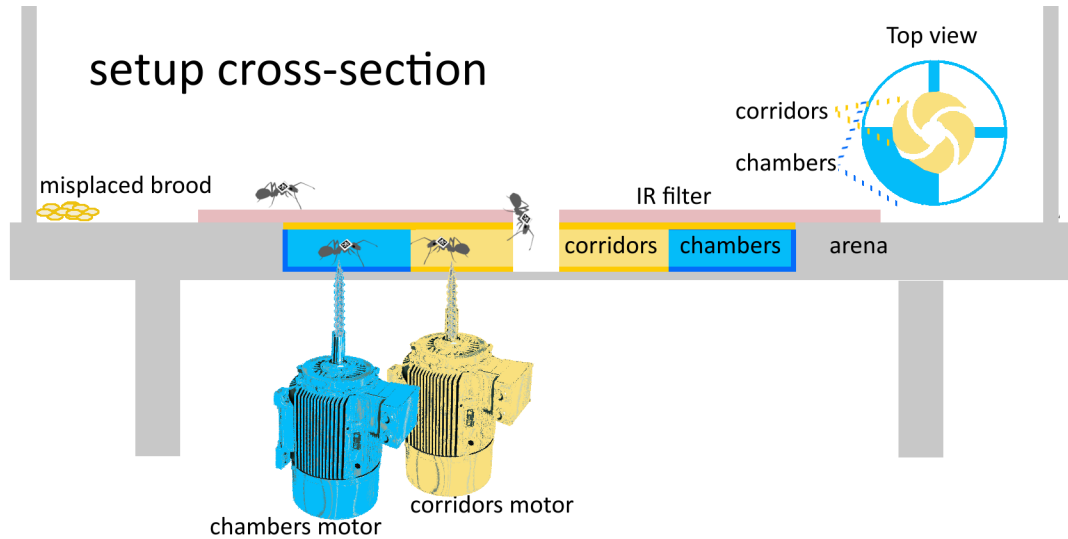 setup cross-section
Top view
corridors
chambers
misplaced brood
IR filter
corridors
chambers
arena
corridors motor
chambers motor